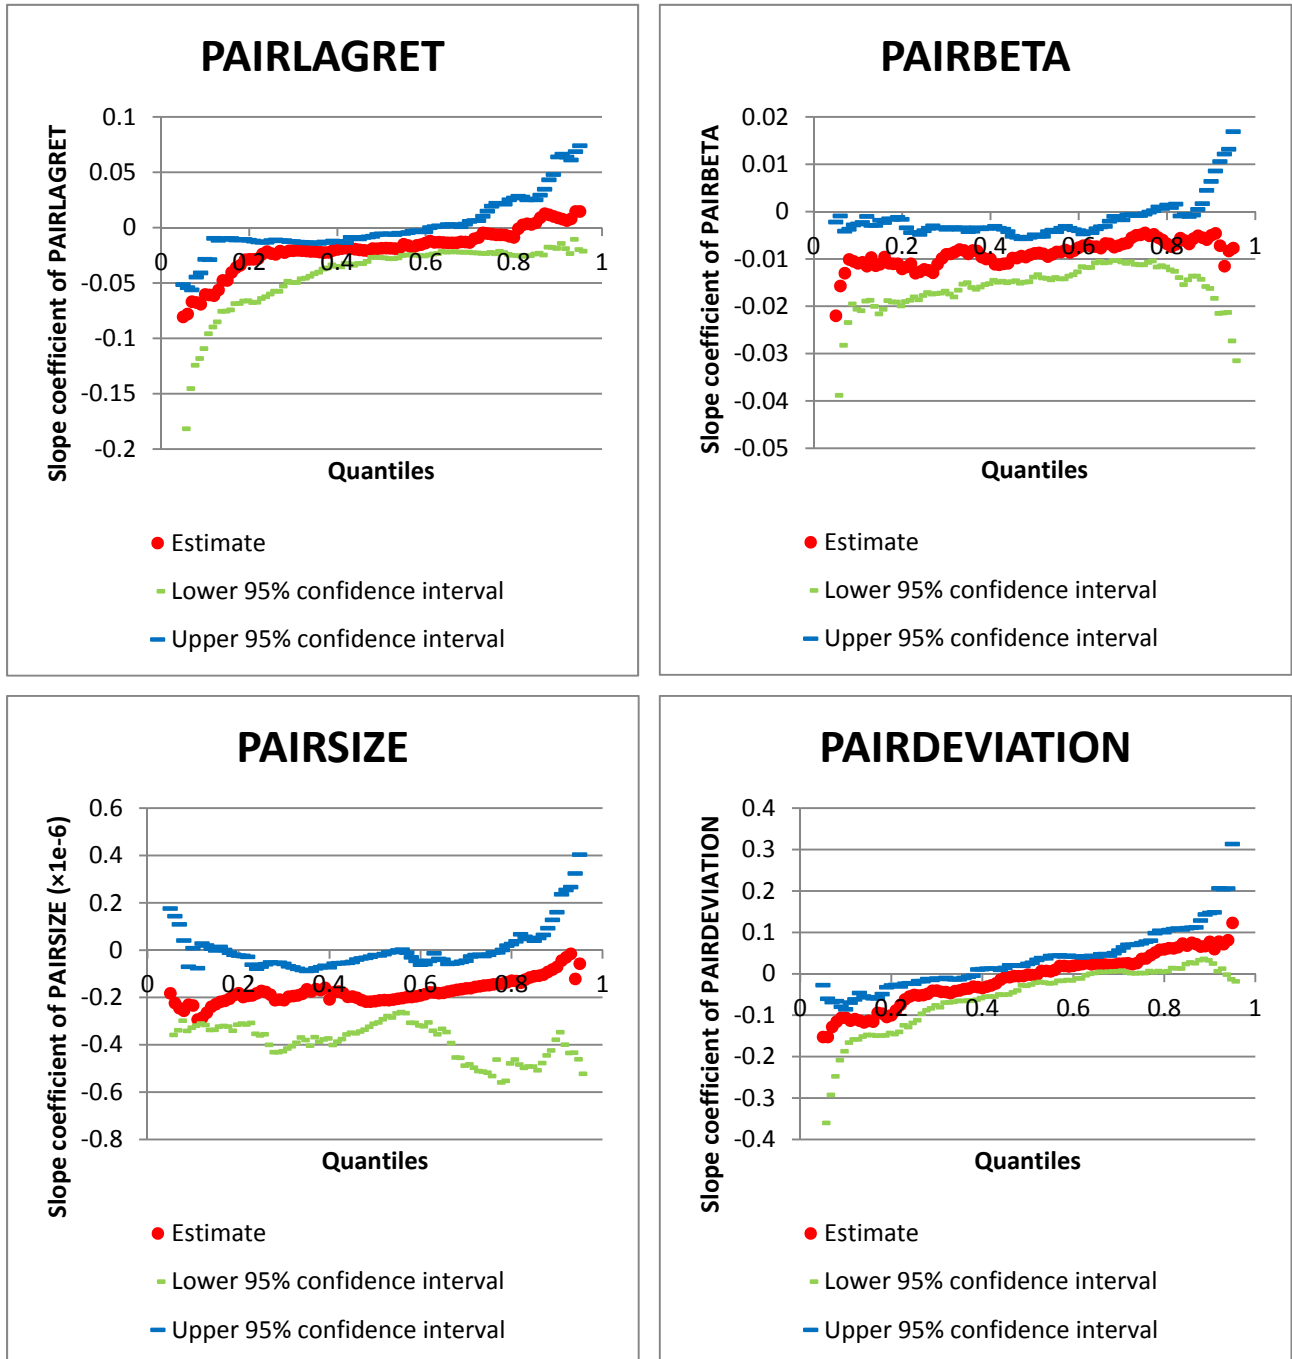 PAIRLAGRET
Slope coefficient of PAIRLAGRET
0.1
0.05
0
-0.05
-0.1
-0.15
-0.2
0 0.2 0.4 0.6 0.8 1
Quantiles
Estimate
Lower 95% confidence interval
Upper 95% confidence interval
PAIRBETA
Slope coefficient of PAIRBETA
0.02
0.01
0
-0.01
-0.02
-0.03
-0.04
-0.05
0 0.2 0.4 0.6 0.8 1
Quantiles
Estimate
Lower 95% confidence interval
Upper 95% confidence interval
PAIRSIZE
Slope coefficient of PAIRSIZE (×1e-6)
0.6
0.4
0.2
0
-0.2
-0.4
-0.6
-0.8
0 0.2 0.4 0.6 0.8 1
Quantiles
Estimate
Lower 95% confidence interval
Upper 95% confidence interval
PAIRDEVIATION
Slope coefficient of PAIRDEVIATION
0.4
0.3
0.2
0.1
0
-0.1
-0.2
-0.3
-0.4
0 0.2 0.4 0.6 0.8 1
Quantiles
Estimate
Lower 95% confidence interval
Upper 95% confidence interval